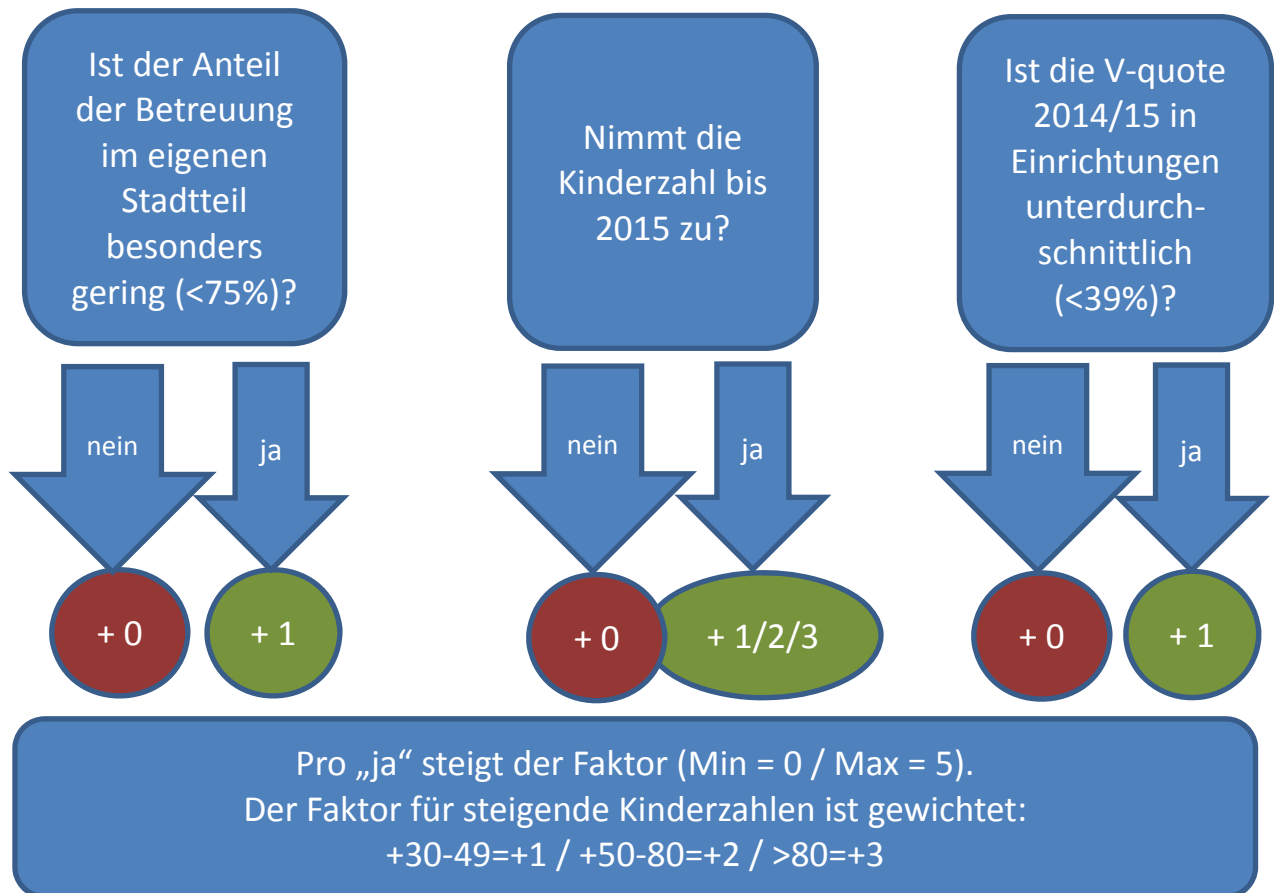 Ist der Anteil
der Betreuung
im eigenen
Stadtteil
besonders
gering (<75%)?
Nimmt die
Kinderzahl bis
2015 zu?
Ist die V-quote
2014/15 in
Einrichtungen
unterdurch-
schnittlich
(<39%)?
nein
ja
nein
ja
nein
ja
+ 0
+ 1
+ 0
+ 1/2/3
+ 0
+ 1
Pro „ja“ steigt der Faktor (Min = 0 / Max = 5).
Der Faktor für steigende Kinderzahlen ist gewichtet:
+30-49=+1 / +50-80=+2 / >80=+3